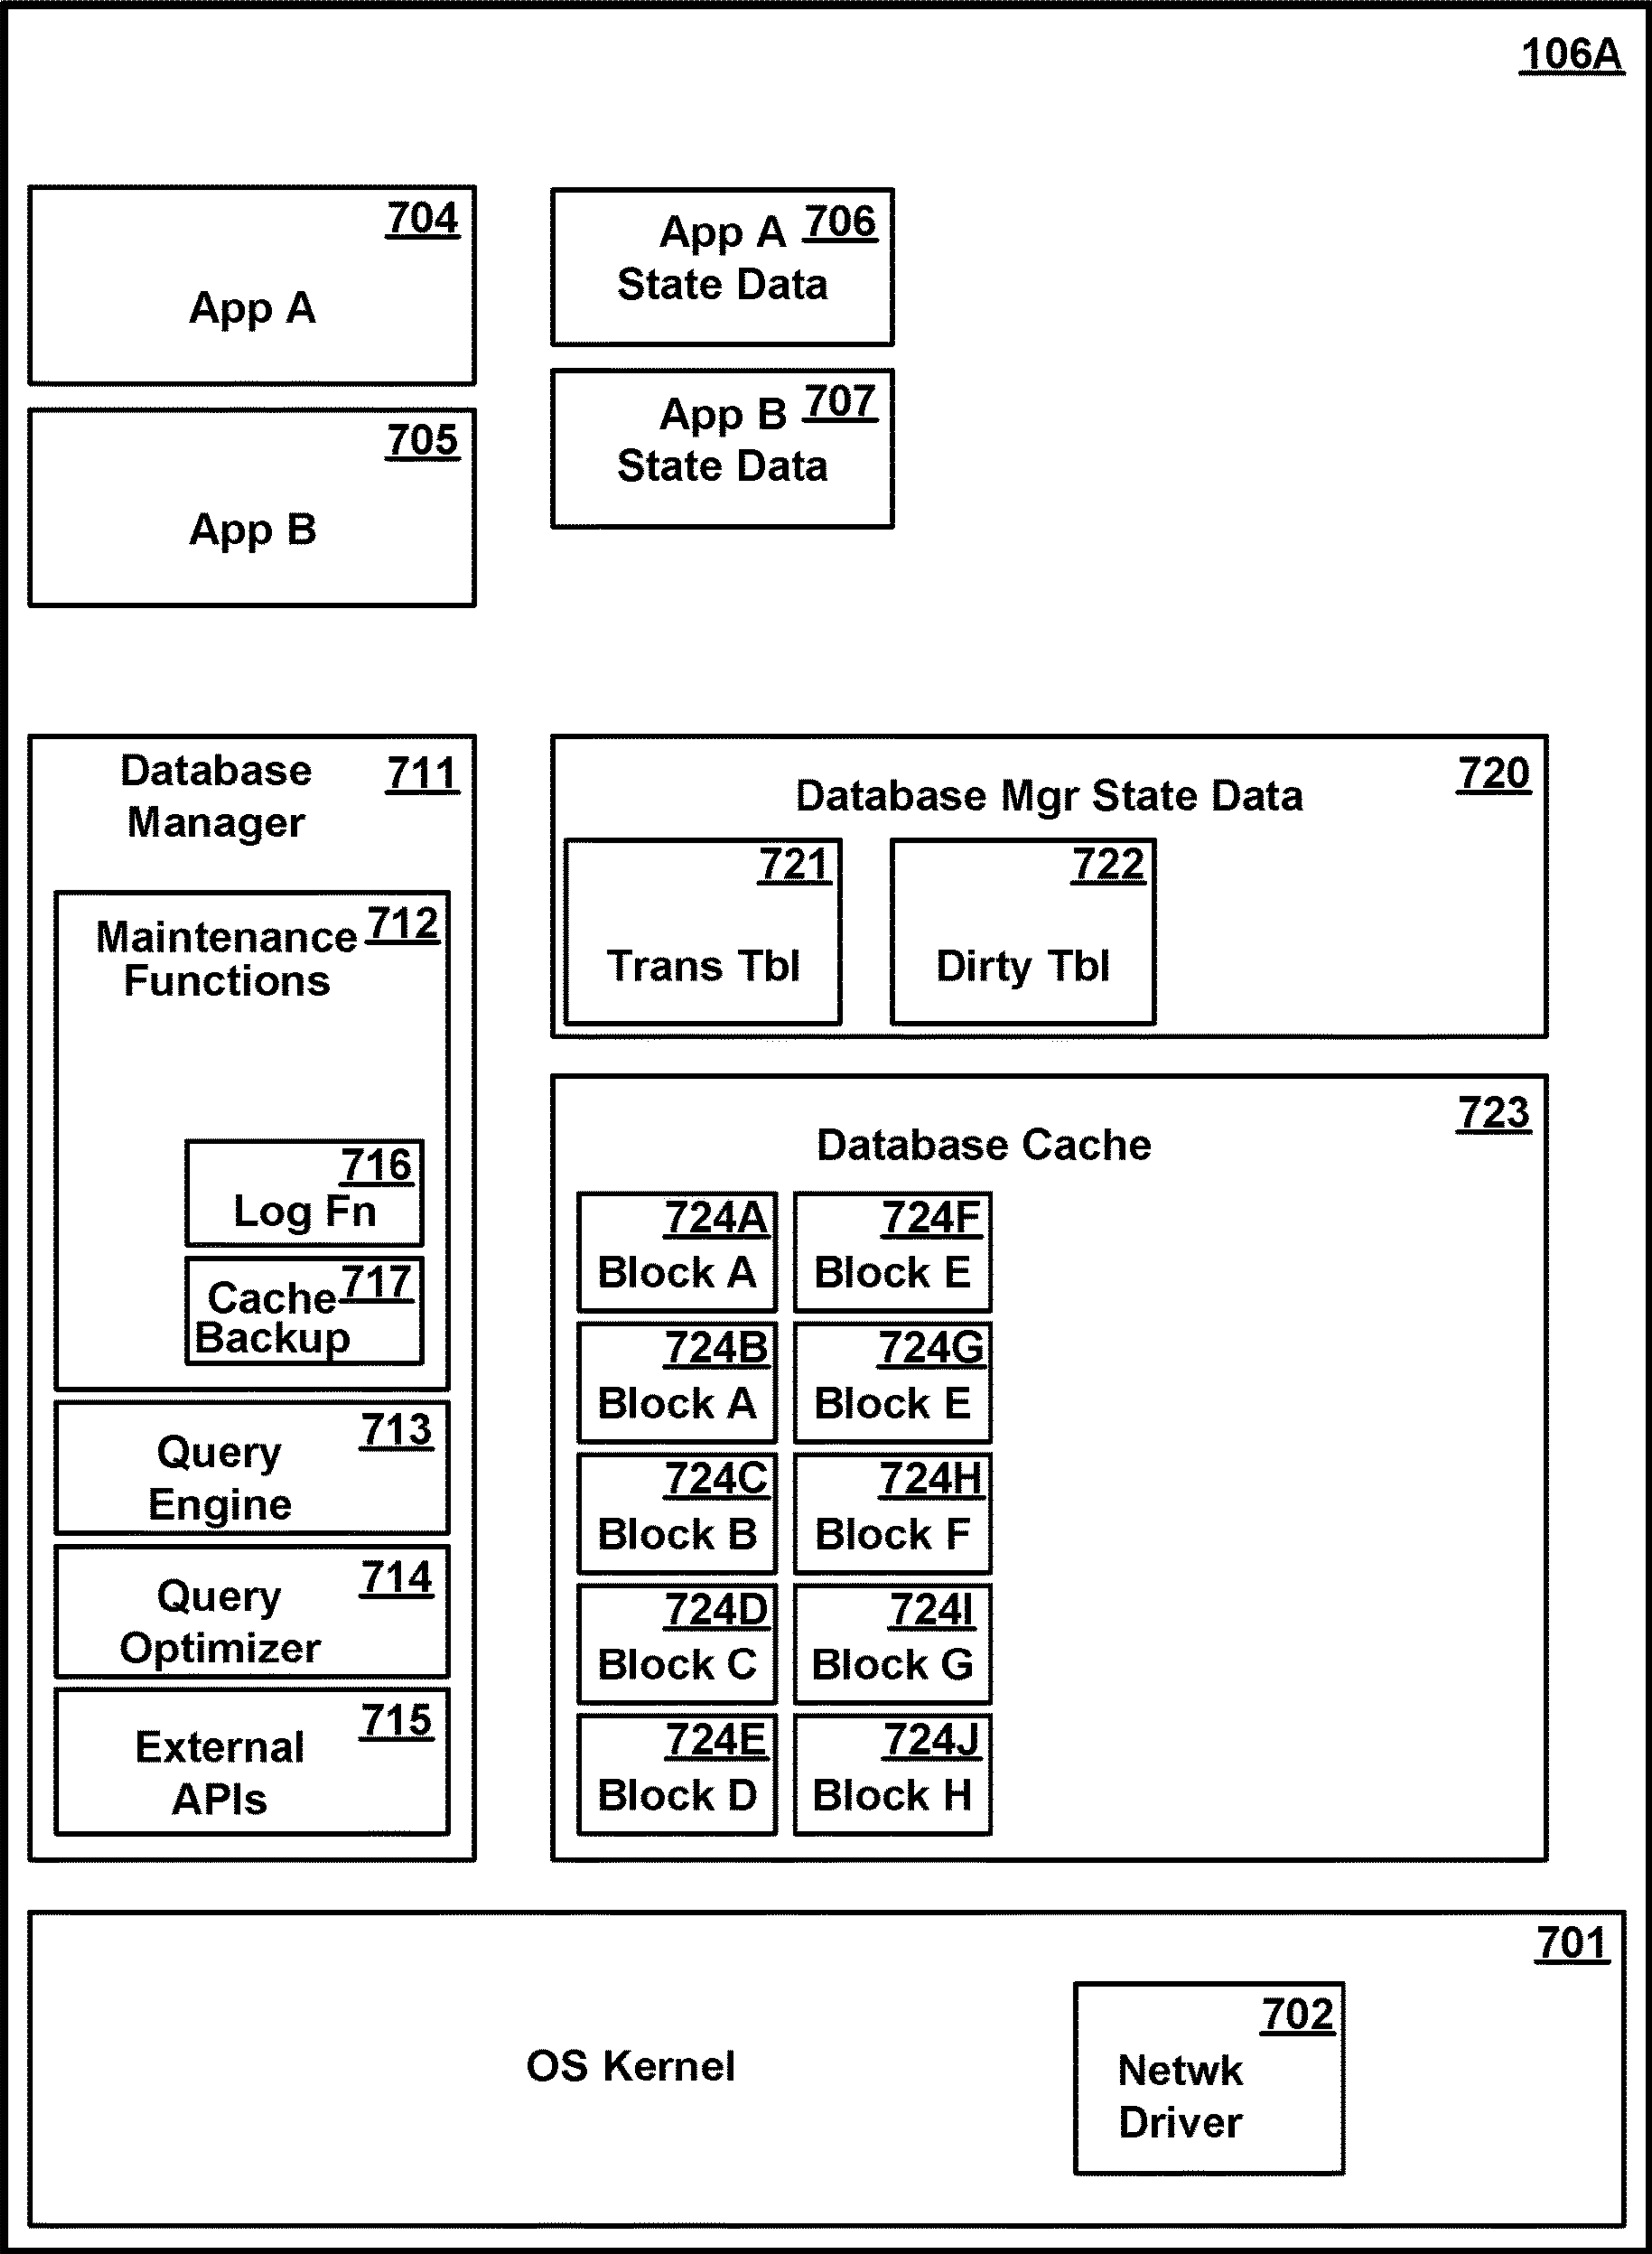 106A
704
App A
706
App A
State Data
705
App B
707
App B
State Data
711
Database
Manager
712
Maintenance
Functions
716
Log Fn
717
Cache
Backup
713
Query
Engine
714
Query
Optimizer
715
External
APIs
720
Database Mgr State Data
721
Trans Tbl
722
Dirty Tbl
723
Database Cache
724A
Block A
724F
Block E
724B
Block A
724G
Block E
724C
Block B
724H
Block F
724D
Block C
724I
Block G
724E
Block D
724J
Block H
701
OS Kernel
702
Netwk
Driver